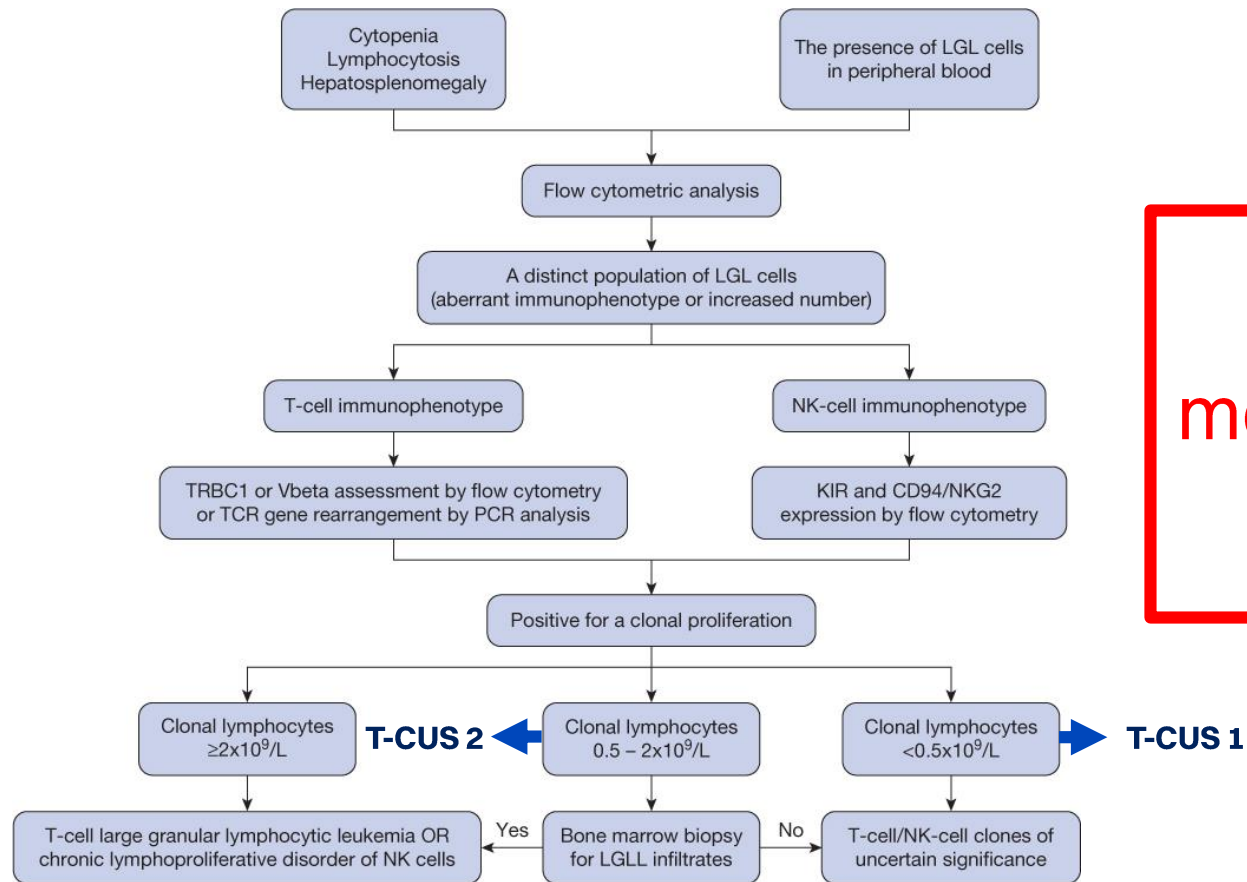 Cytopenia
Lymphocytosis
Hepatosplenomegaly
The presence of LGL cells
in peripheral blood
Flow cytometric analysis
A distinct population of LGL cells
(aberrant immunophenotype or increased number)
T-cell immunophenotype
NK-cell immunophenotype
TRBC1 or Vbeta assessment by flow cytometry
or TCR gene rearrangement by PCR analysis
KIR and CD94/NKG2
expression by flow cytometry
Positive for a clonal proliferation
Clonal lymphocytes
≥2x10⁹/L
T-CUS 2
Clonal lymphocytes
0.5 – 2x10⁹/L
Clonal lymphocytes
<0.5x10⁹/L
T-CUS 1
T-cell large granular lymphocytic leukemia OR
chronic lymphoproliferative disorder of NK cells
Yes
Bone marrow biopsy
for LGLL infiltrates
No
T-cell/NK-cell clones of
uncertain significance